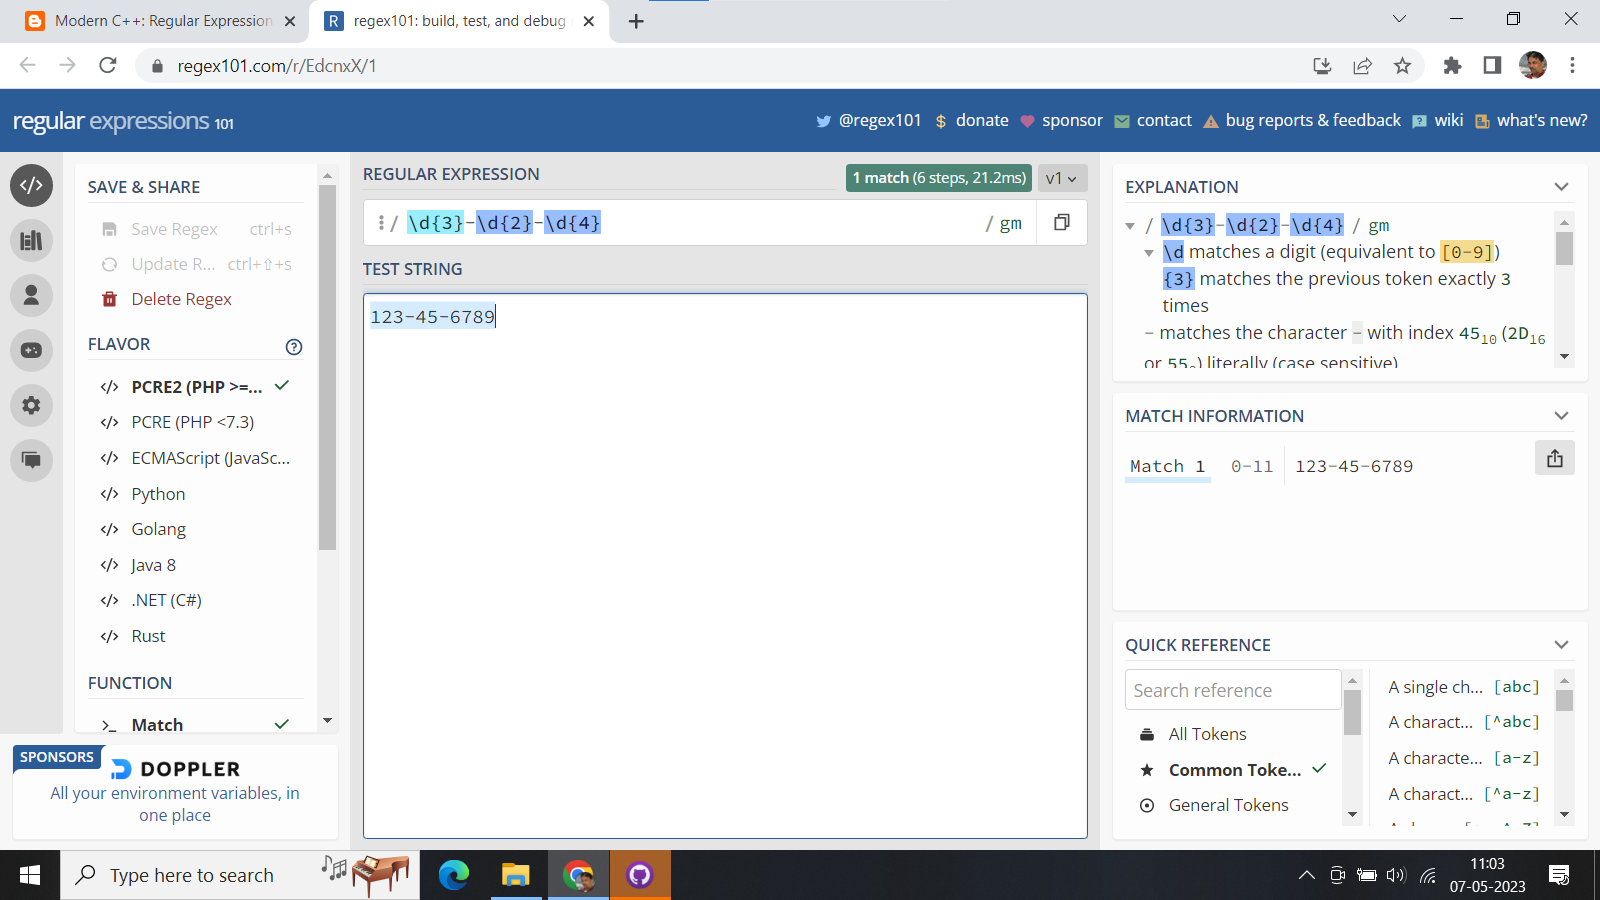 Modern C++: Regular Expression
regex101: build, test, and debug
regex101.com/r/EdcnxX/1
regular expressions 101
@regex101
$ donate
sponsor
contact
bug reports & feedback
wiki
what's new?
SAVE & SHARE
Save Regex ctrl+s
Update R... ctrl+⇧+s
Delete Regex
FLAVOR
</> PCRE2 (PHP >=...
</> PCRE (PHP <7.3)
</> ECMAScript (JavaSc...
</> Python
</> Golang
</> Java 8
</> .NET (C#)
</> Rust
FUNCTION
>_ Match
SPONSORS
DOPPLER
All your environment variables, in
one place
REGULAR EXPRESSION
1 match (6 steps, 21.2ms)
v1
/ \d{3}-\d{2}-\d{4} / gm
TEST STRING
123-45-6789
EXPLANATION
/ \d{3}-\d{2}-\d{4} / gm
\d matches a digit (equivalent to [0-9])
{3} matches the previous token exactly 3
times
- matches the character - with index 45₁₀ (2D₁₆
or 55₈) literally (case sensitive)
MATCH INFORMATION
Match 1 0-11 123-45-6789
QUICK REFERENCE
Search reference
All Tokens
Common Toke...
General Tokens
A single ch... [abc]
A charact... [^abc]
A characte... [a-z]
A charact... [^a-z]
Type here to search
11:03
07-05-2023